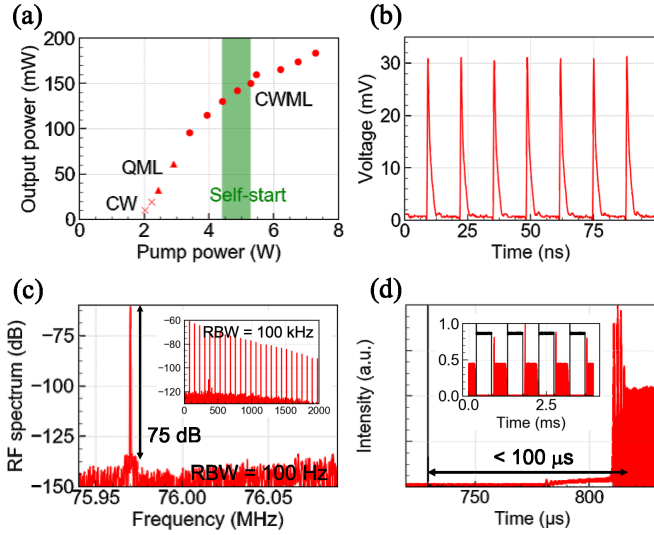 (a)
Output power (mW)
200
150
100
50
0
QML
CW
CWML
Self-start
0
2
4
6
8
Pump power (W)
(b)
Voltage (mV)
30
20
10
0
0
25
50
75
Time (ns)
(c)
RF spectrum (dB)
−75
−100
−125
−150
75 dB
RBW = 100 Hz
75.95
76.00
76.05
Frequency (MHz)
−60
−80
−100
−120
RBW = 100 kHz
0
500
1000
1500
2000
(d)
Intensity (a.u.)
1.0
0.5
0.0
0.0
2.5
Time (ms)
< 100 μs
750
800
Time (μs)